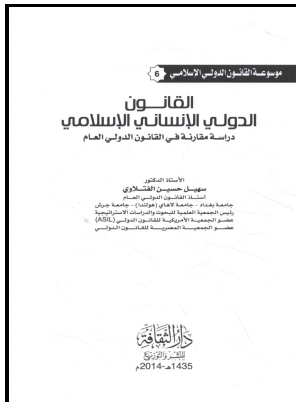 موسوعة القانون الدولي الاسلامي 6
القانـــون
الدولي الإنساني الإسلامي
دراسة مقارنة في القانون الدولي العام
الأستاذ الدكتور
سهيل حسين الفتلاوي
أستاذ القانون الدولي العام
جامعة بغداد - جامعة لاهاي (هولندا) - جامعة جرش
رئيس الجمعية العلمية للبحوث والدراسات الاستراتيجية
عضو الجمعية الأمريكية للقانون الدولي (ASIL)
عضو الجمعية المصرية للقانون الدولي
دار الثقافة
للنشر والتوزيع
1435هـ-2014م